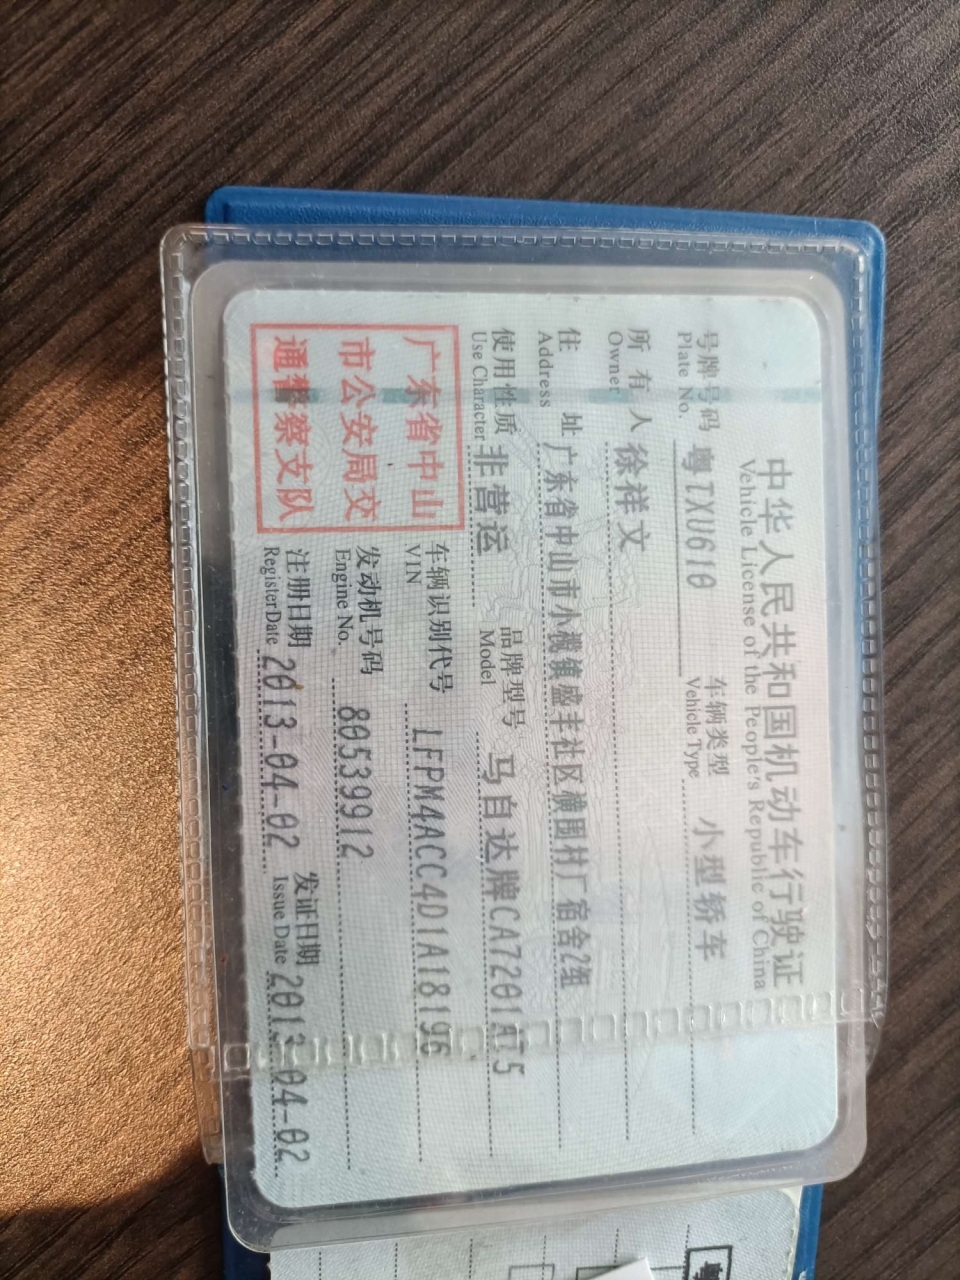 中华人民共和国机动车行驶证
Vehicle License of the People's Republic of China
号牌号码 粤TXU610 车辆类型 小型轿车
Plate No. Vehicle Type
所有人 徐祥文
Owner
住址 广东省中山市小榄镇盛丰社区横围村厂宿舍2组
Address
使用性质 非营运 品牌型号 马自达牌CA7201AT5
Use Character Model
广东省中山
市公安局交
通警察支队
车辆识别代号 LFPM4ACC4D1A18196
VIN
发动机号码 80539912
Engine No.
注册日期 2013-04-02 发证日期 2013-04-02
Register Date Issue Date